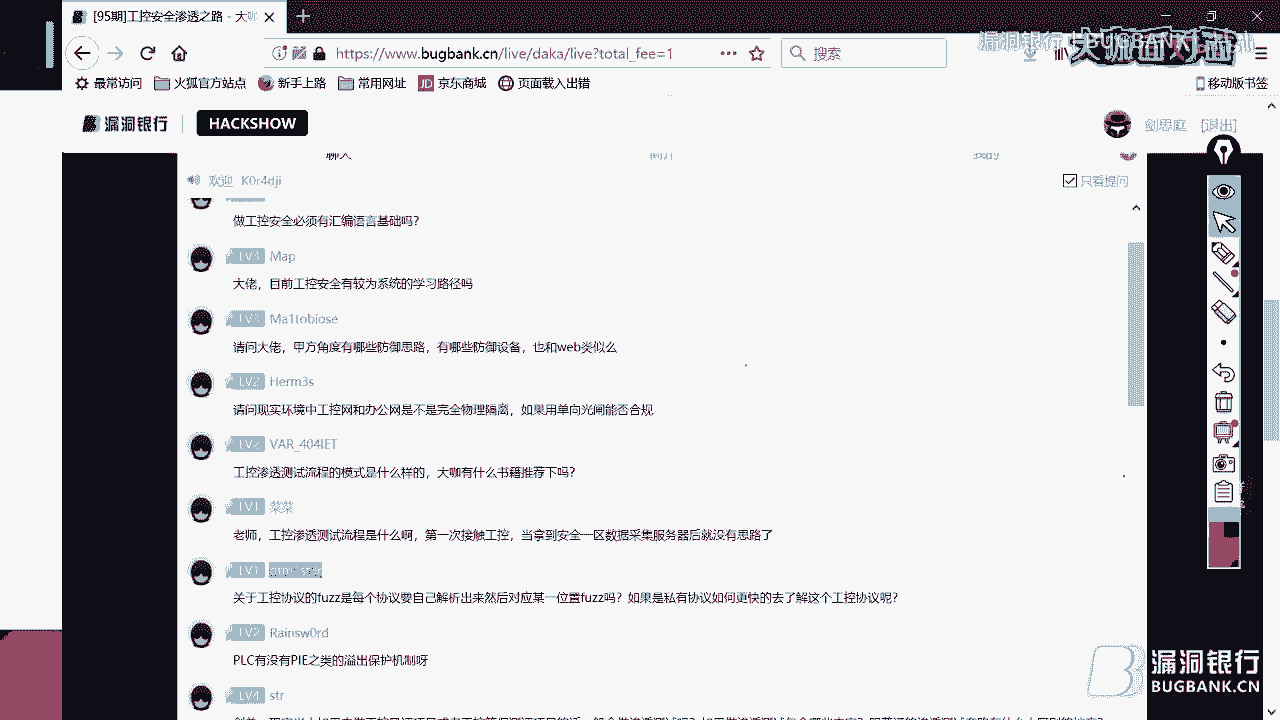 [95期]工控安全渗透之路 - 大咖
https://www.bugbank.cn/live/daka/live?total_fee=1
搜索
大咖面对面
最常访问
火狐官方站点
新手上路
常用网址
JD 京东商城
页面载入出错
移动版书签
漏洞银行
HACKSHOW
剑思庭
[退出]
聊天
简介
我的
欢迎 K0r4dji
只看提问
做工控安全必须有汇编语言基础吗?
LV3 Map
大佬，目前工控安全有较为系统的学习路径吗
Ma1tobiose
请问大佬，甲方角度有哪些防御思路，有哪些防御设备，也和web类似么
LV2 Herm3s
请问现实环境中工控网和办公网是不是完全物理隔离，如果用单向光闸能否合规
VAR_404IET
工控渗透测试流程的模式是什么样的，大咖有什么书籍推荐下吗?
LV1 菜菜
老师，工控渗透测试流程是什么啊，第一次接触工控，当拿到安全一区数据采集服务器后就没有思路了
LV1
关于工控协议的fuzz是每个协议要自己解析出来然后对应某一位置fuzz吗? 如果是私有协议如何更快的去了解这个工控协议呢?
LV2 Rainsw0rd
PLC有没有PIE之类的溢出保护机制呀
LV4 str
漏洞银行
BUGBANK.CN